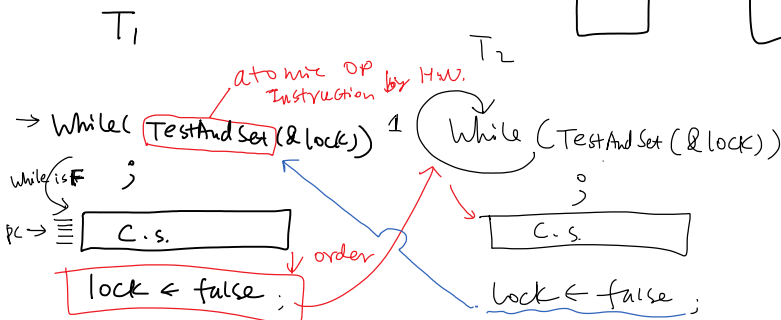 T1
T2
atomic OP
Instruction by H.W.
→ While( TestAndSet (&lock))
1
While (TestAndSet (&lock))
;
;
While is F
PC →
C.s.
C.s.
order
lock ← false ;
lock ← false ;